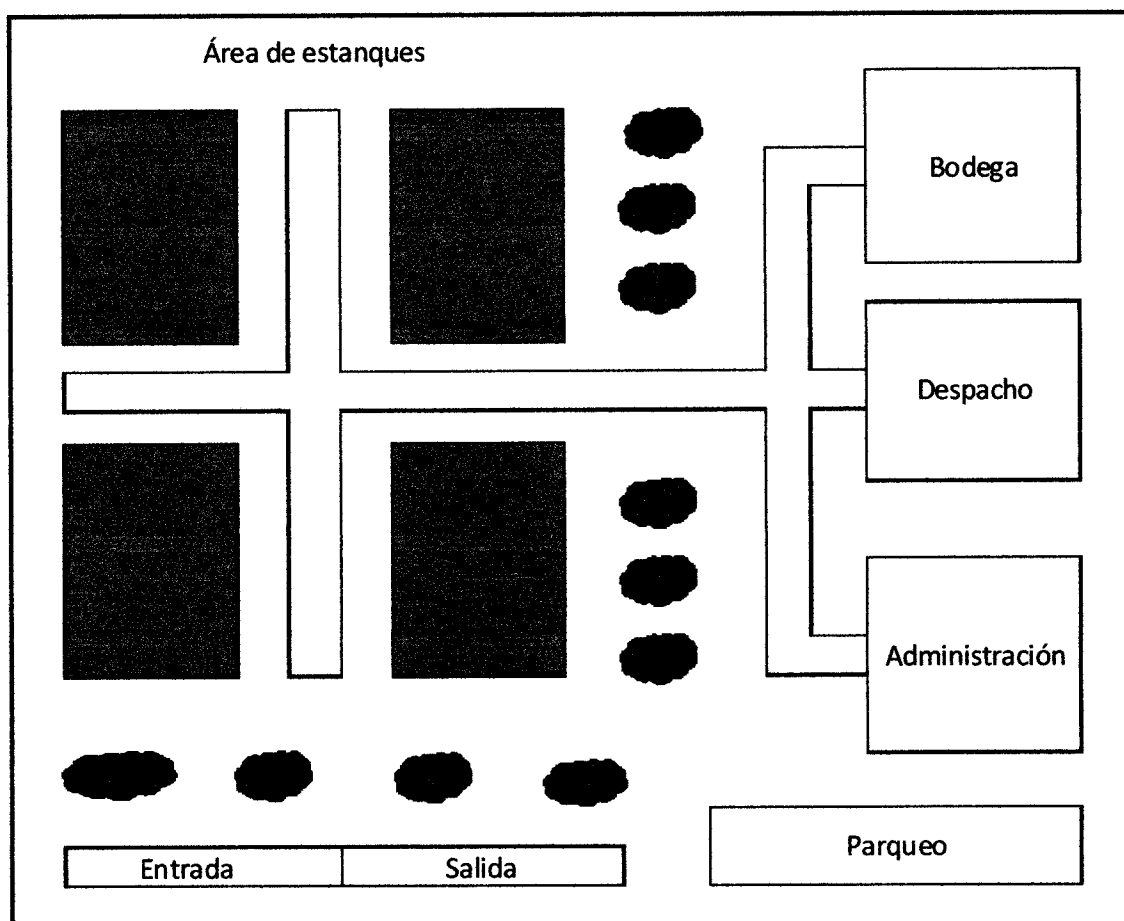 Área de estanques
Bodega
Despacho
Administración
Parqueo
Entrada
Salida